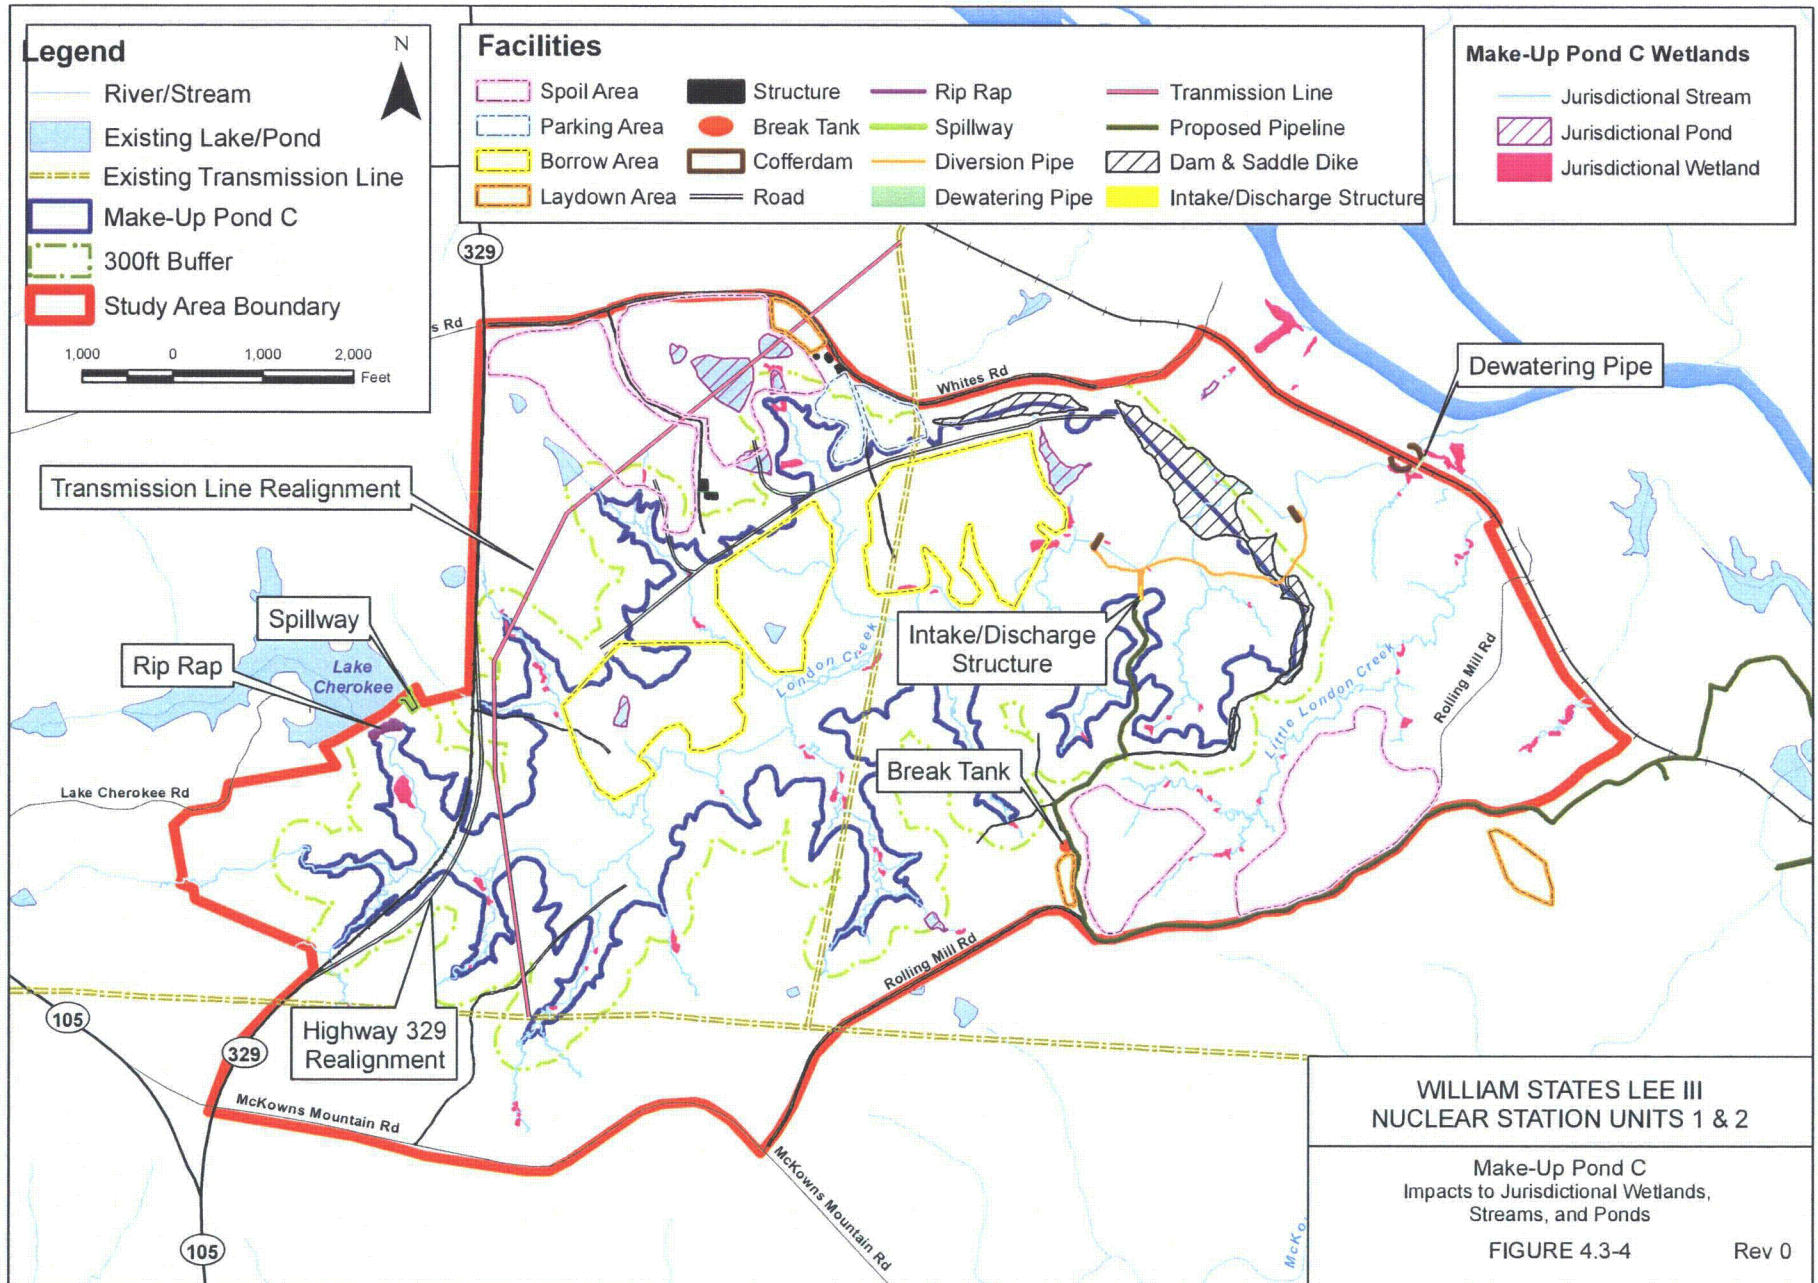 Legend
N
River/Stream
Existing Lake/Pond
Existing Transmission Line
Make-Up Pond C
300ft Buffer
Study Area Boundary
1,000 0 1,000 2,000
Feet
Facilities
Spoil Area
Parking Area
Borrow Area
Laydown Area
Structure
Break Tank
Cofferdam
Road
Rip Rap
Spillway
Diversion Pipe
Dewatering Pipe
Tranmission Line
Proposed Pipeline
Dam & Saddle Dike
Intake/Discharge Structure
Make-Up Pond C Wetlands
Jurisdictional Stream
Jurisdictional Pond
Jurisdictional Wetland
329
s Rd
Whites Rd
Dewatering Pipe
Transmission Line Realignment
Spillway
Rip Rap
Lake
Cherokee
London Creek
Intake/Discharge
Structure
Little London Creek
Rolling Mill Rd
Break Tank
Lake Cherokee Rd
Rolling Mill Rd
105
Highway 329
Realignment
329
McKowns Mountain Rd
McKowns Mountain Rd
105
McKo
WILLIAM STATES LEE III
NUCLEAR STATION UNITS 1 & 2
Make-Up Pond C
Impacts to Jurisdictional Wetlands,
Streams, and Ponds
FIGURE 4.3-4 Rev 0